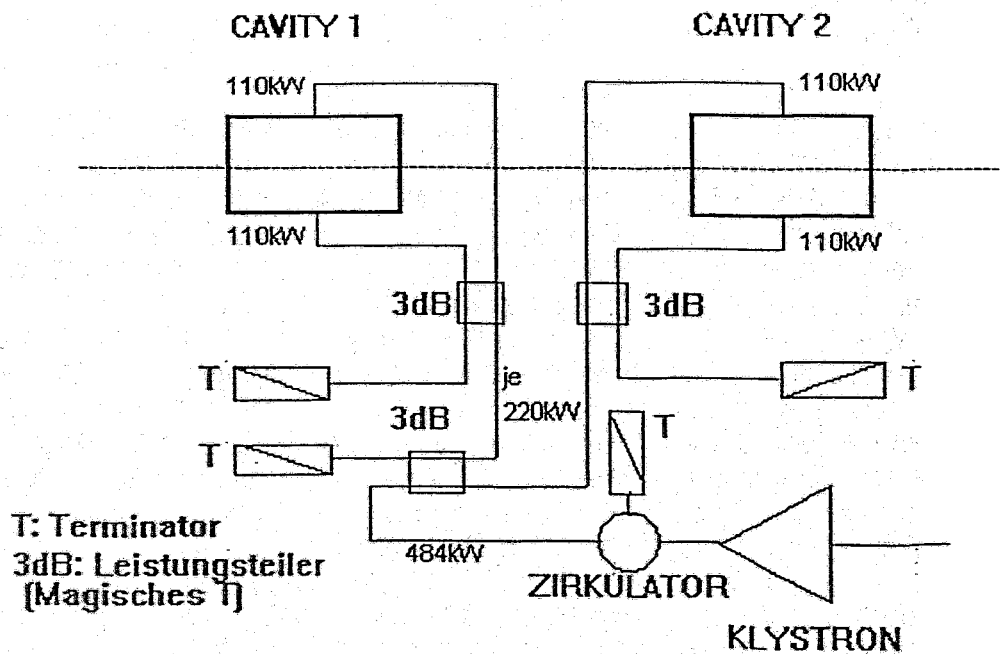 CAVITY 1
CAVITY 2
110kW
110kW
110kW
110kW
3dB
3dB
T
je
220kW
T
3dB
T
T
T: Terminator
3dB: Leistungsteiler
(Magisches T)
484kW
ZIRKULATOR
KLYSTRON